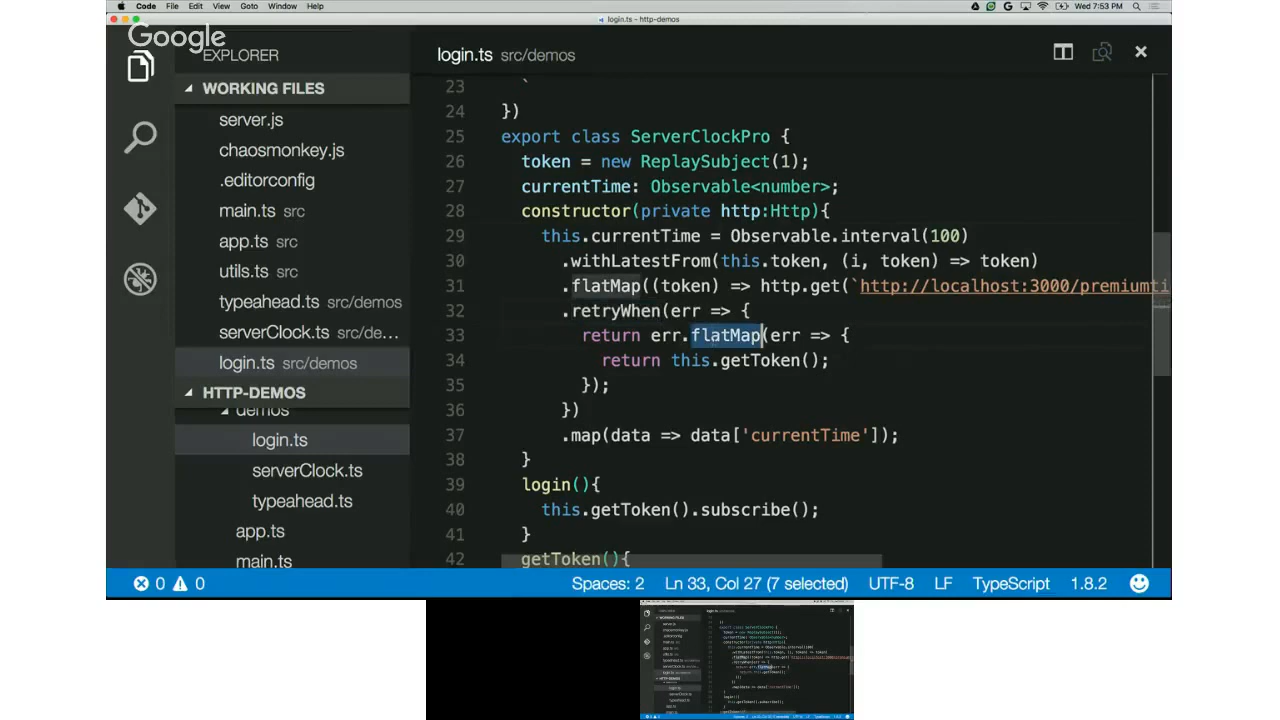 Code File Edit View Goto Window Help
Wed 7:53 PM
login.ts - http-demos
Google
EXPLORER
login.ts src/demos
WORKING FILES
server.js
chaosmonkey.js
.editorconfig
main.ts src
app.ts src
utils.ts src
typeahead.ts src/demos
serverClock.ts src/de...
login.ts src/demos
HTTP-DEMOS
demos
login.ts
serverClock.ts
typeahead.ts
app.ts
main.ts
23 `
24 })
25 export class ServerClockPro {
26 token = new ReplaySubject(1);
27 currentTime: Observable<number>;
28 constructor(private http:Http){
29 this.currentTime = Observable.interval(100)
30 .withLatestFrom(this.token, (i, token) => token)
31 .flatMap((token) => http.get(`http://localhost:3000/premiumti
32 .retryWhen(err => {
33 return err.flatMap(err => {
34 return this.getToken();
35 });
36 })
37 .map(data => data['currentTime']);
38 }
39 login(){
40 this.getToken().subscribe();
41 }
42 getToken(){
0 0 Spaces: 2 Ln 33, Col 27 (7 selected) UTF-8 LF TypeScript 1.8.2